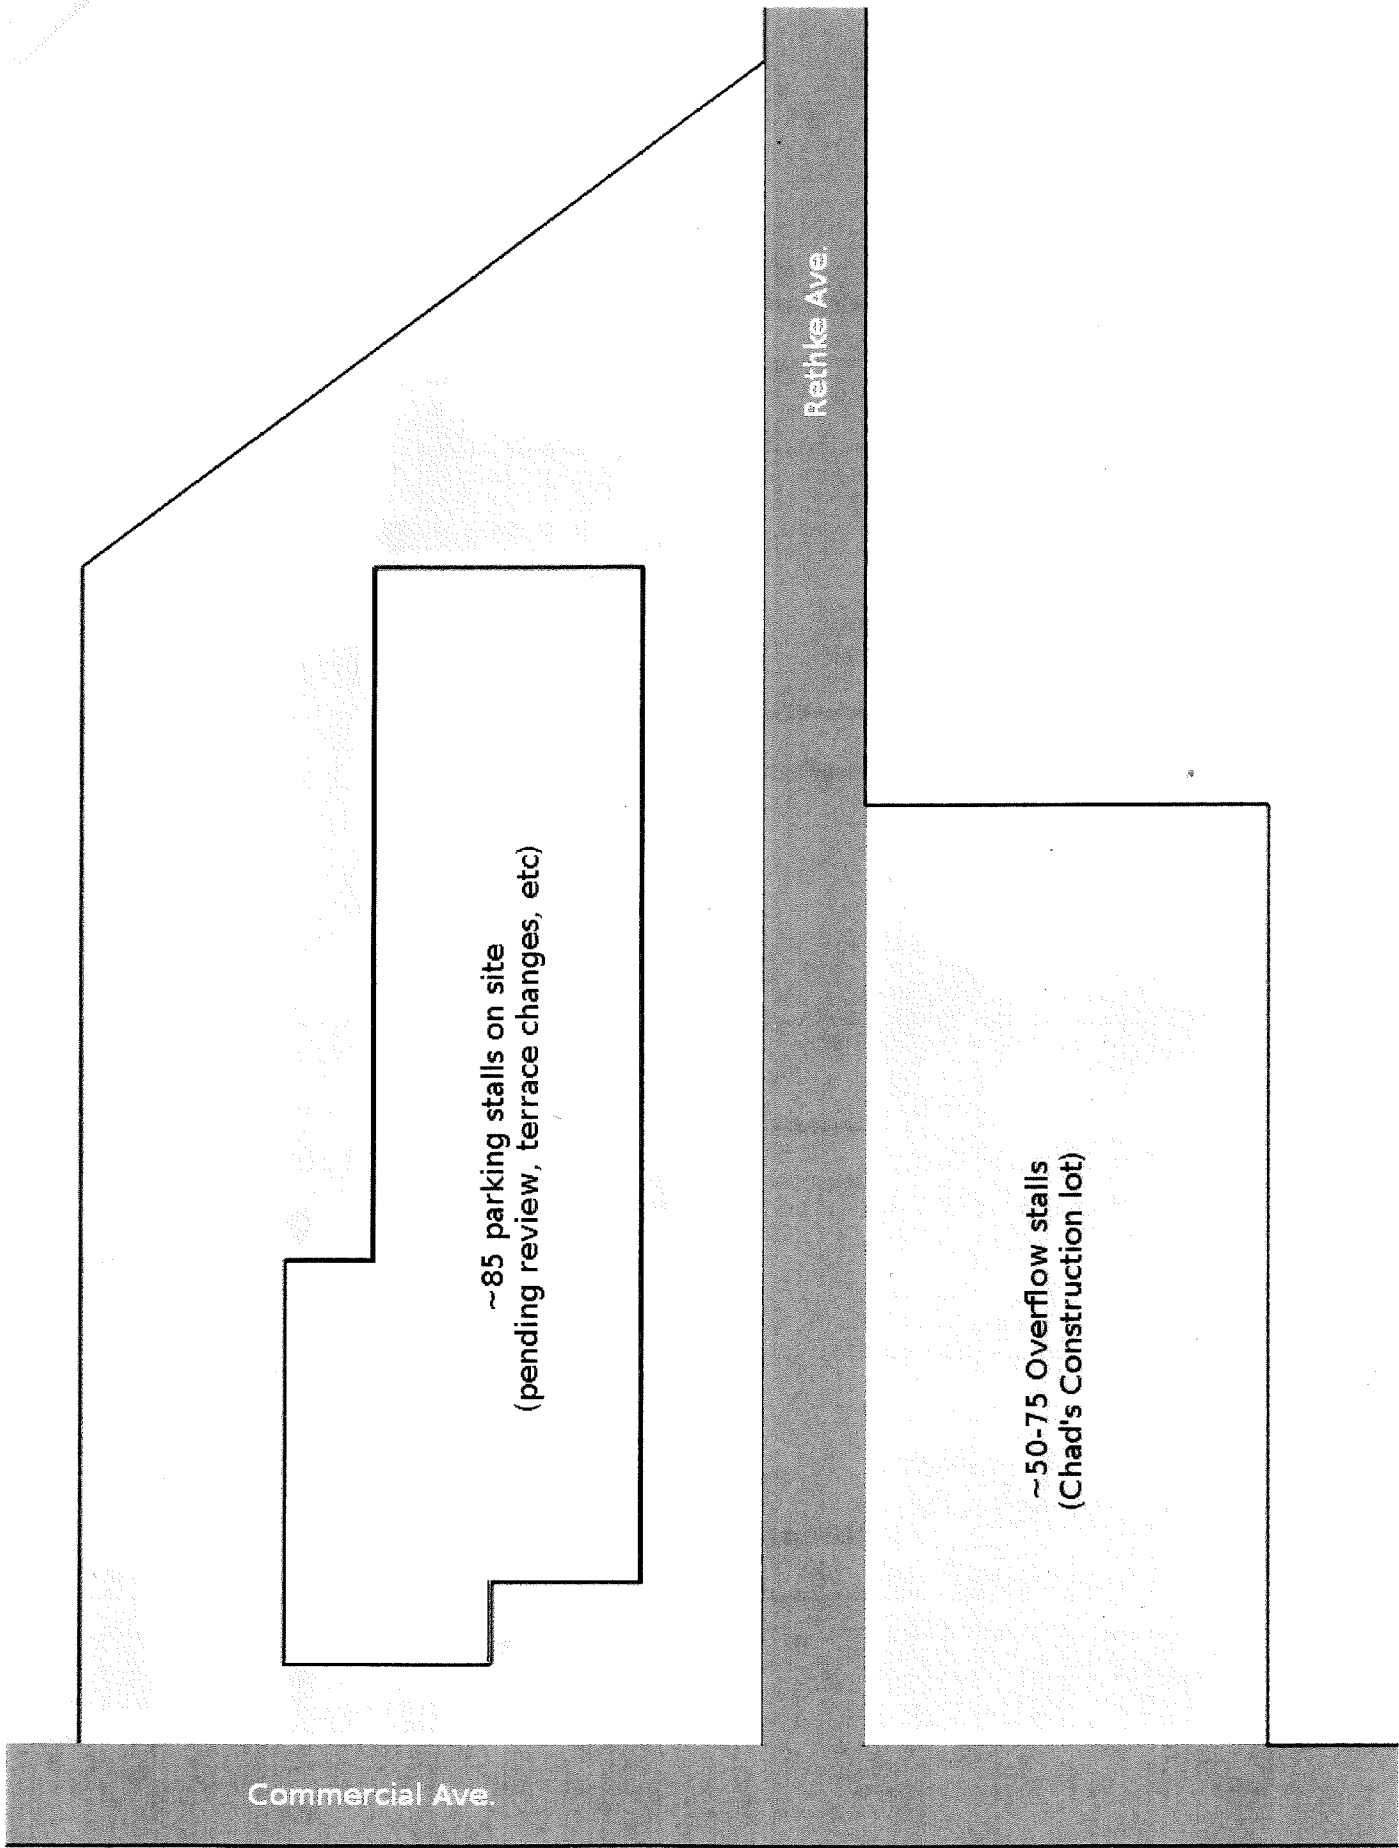 Rethke Ave.
~85 parking stalls on site
(pending review, terrace changes, etc)
~50-75 Overflow stalls
(Chad's Construction lot)
Commercial Ave.